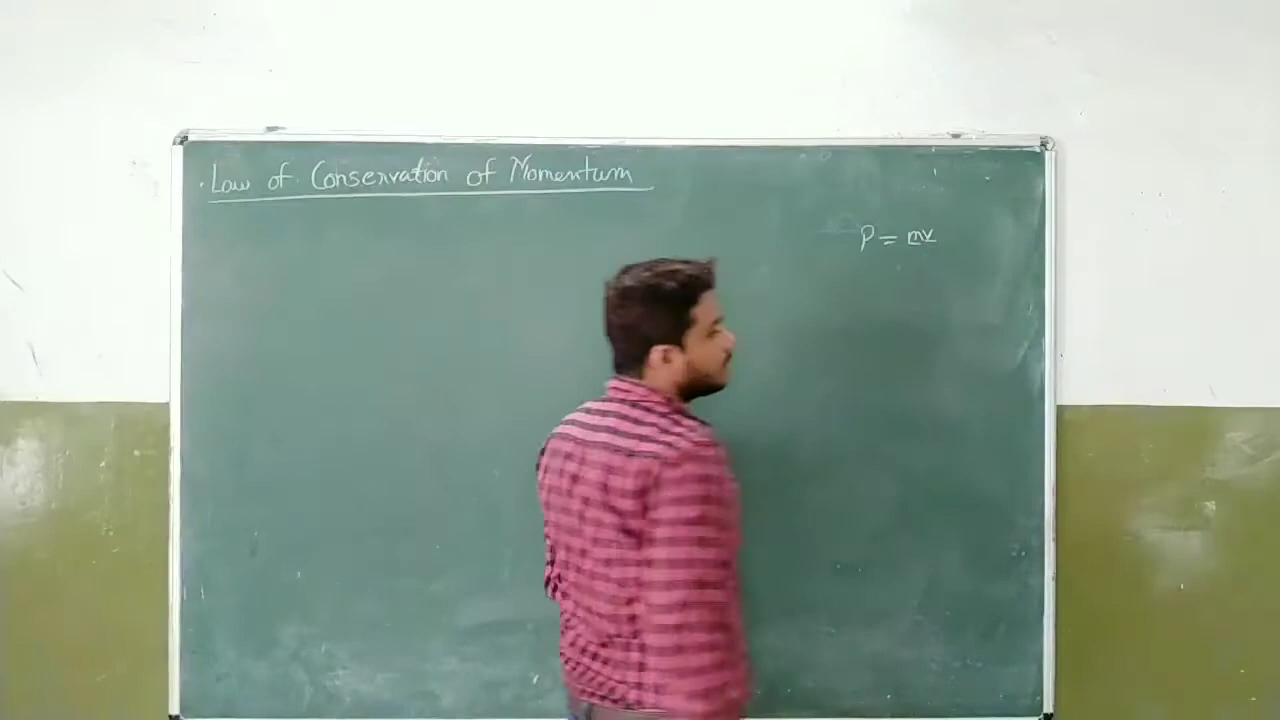 . Law of Conservation of Momentum
P = mv